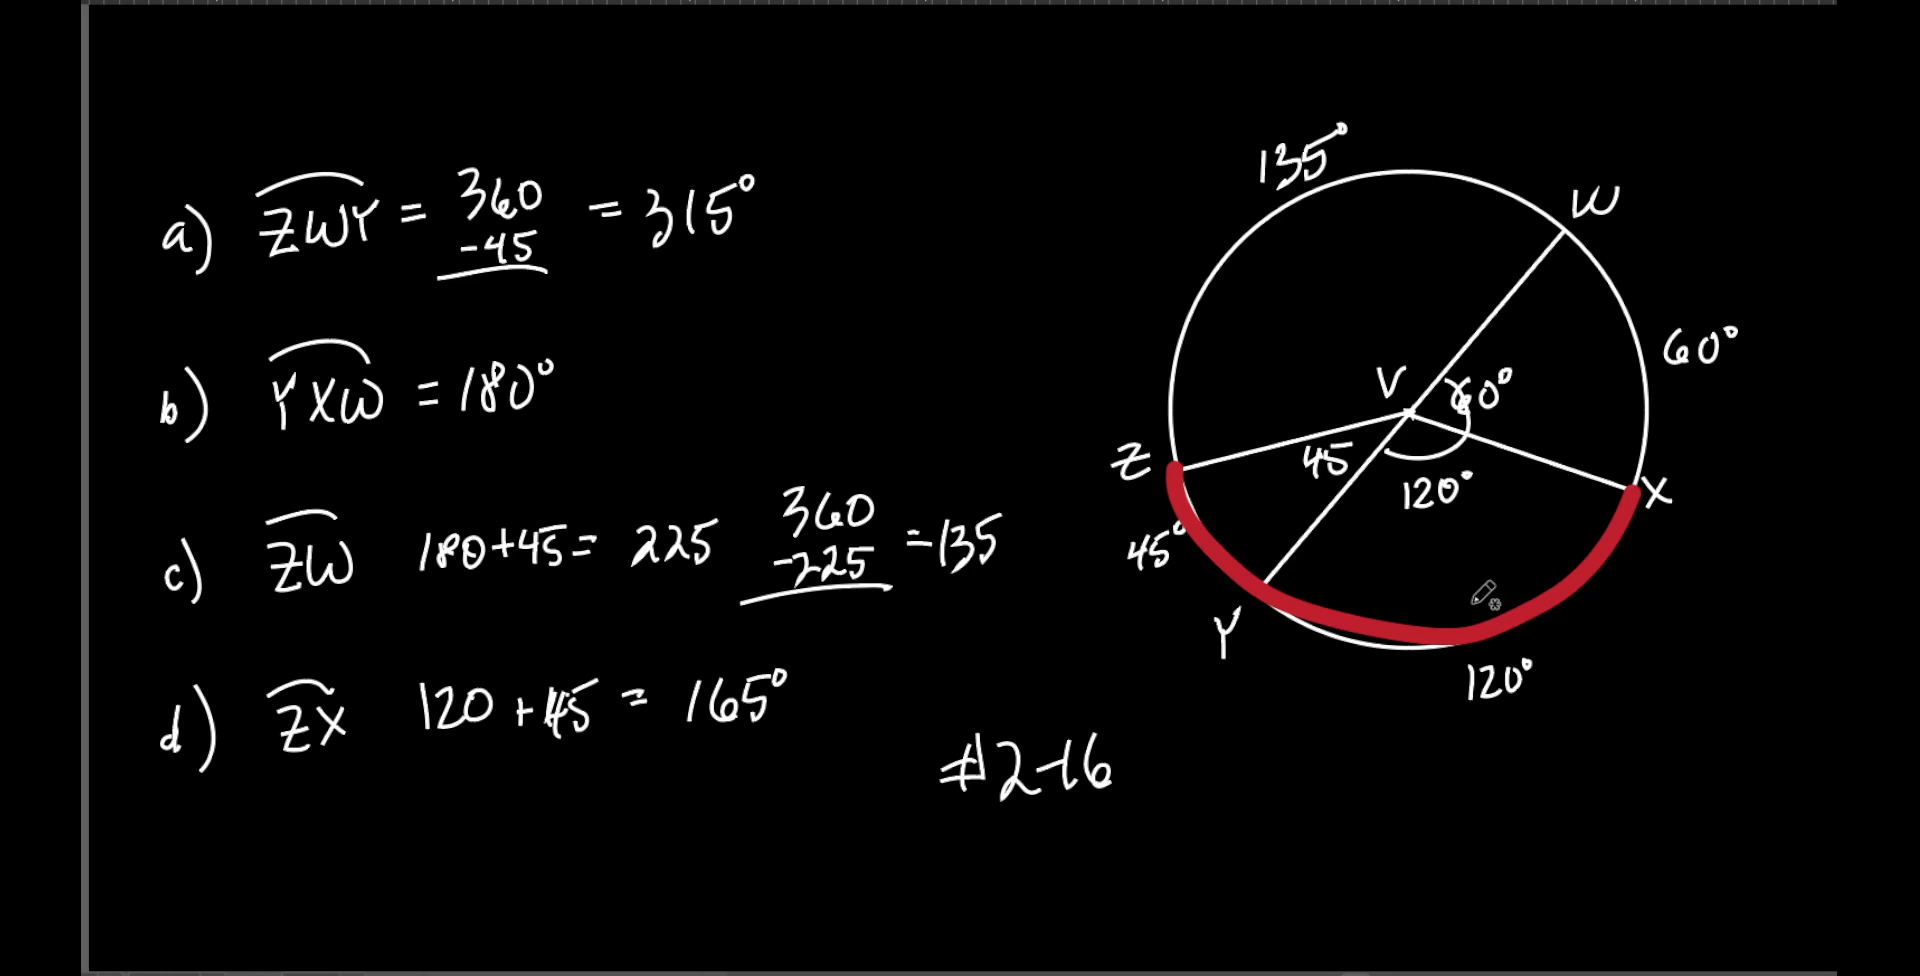 a) ZWY = 360 = 315°
-45
b) YXW = 180°
c) ZW 180+45= 225 360 =135
-225
d) ZX 120 + 45 = 165°
#2-16
135°
W
60°
V
60°
Z
45
120°
X
45°
Y
120°